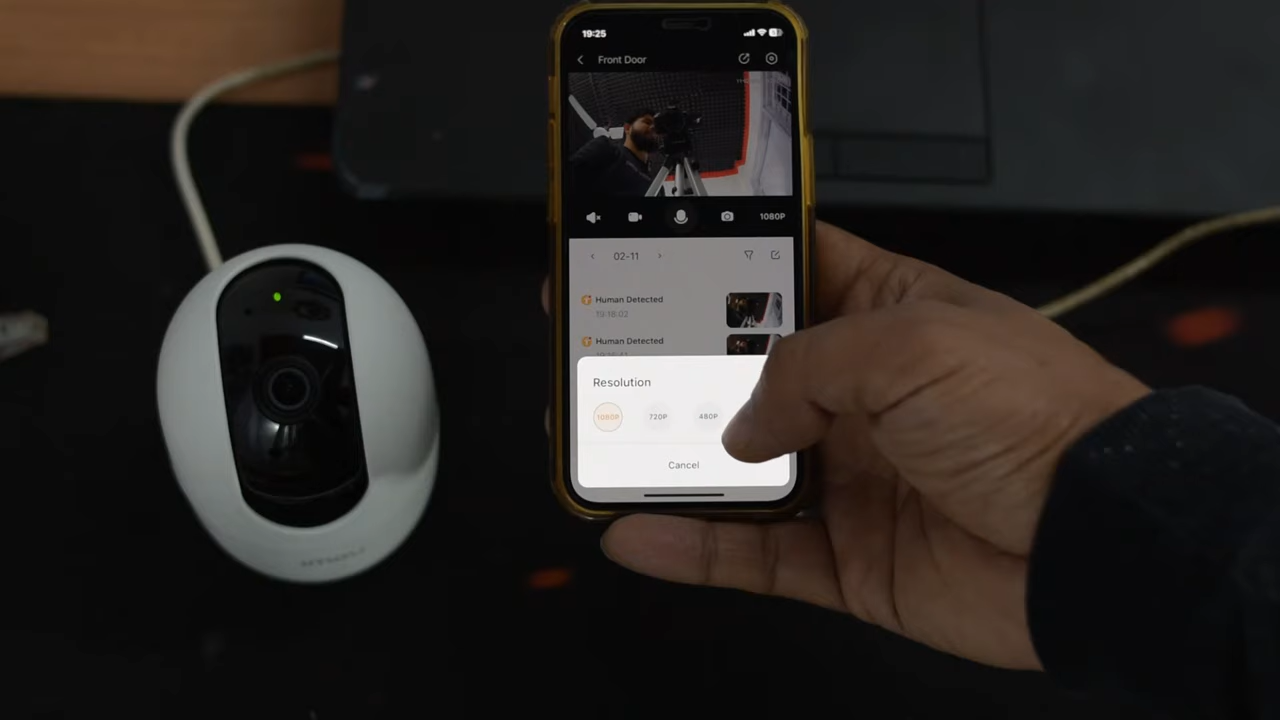 19:25
Front Door
1080P
02-11
Human Detected
19:18:02
Human Detected
Resolution
1080P 720P 480P
Cancel